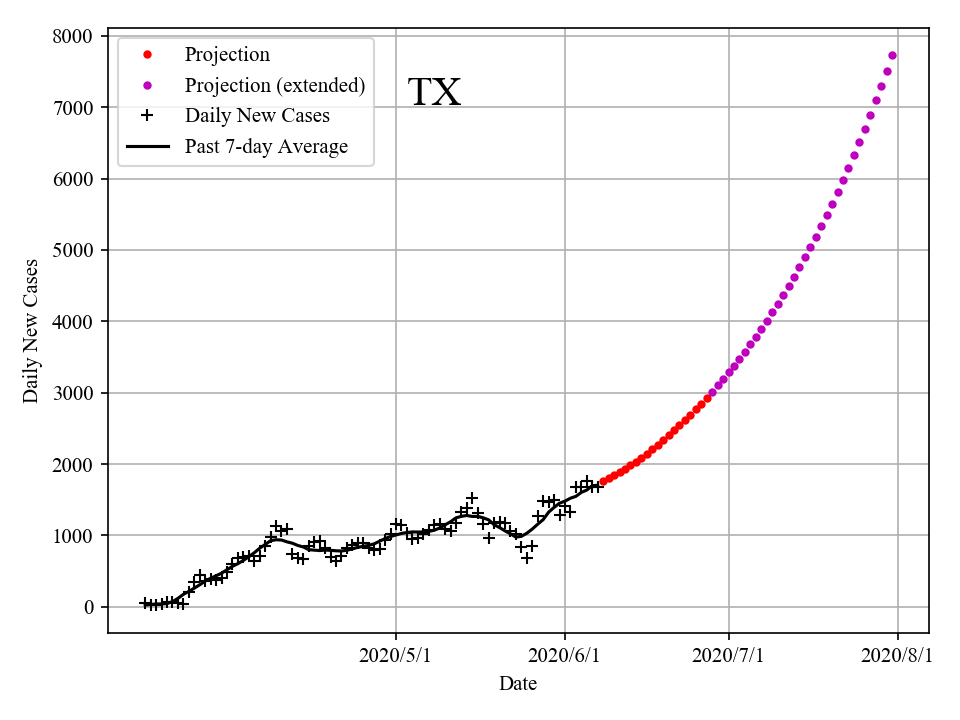 8000
7000
6000
5000
4000
3000
2000
1000
0
Daily New Cases
Projection
Projection (extended)
Daily New Cases
Past 7-day Average
TX
2020/5/1
2020/6/1
2020/7/1
2020/8/1
Date